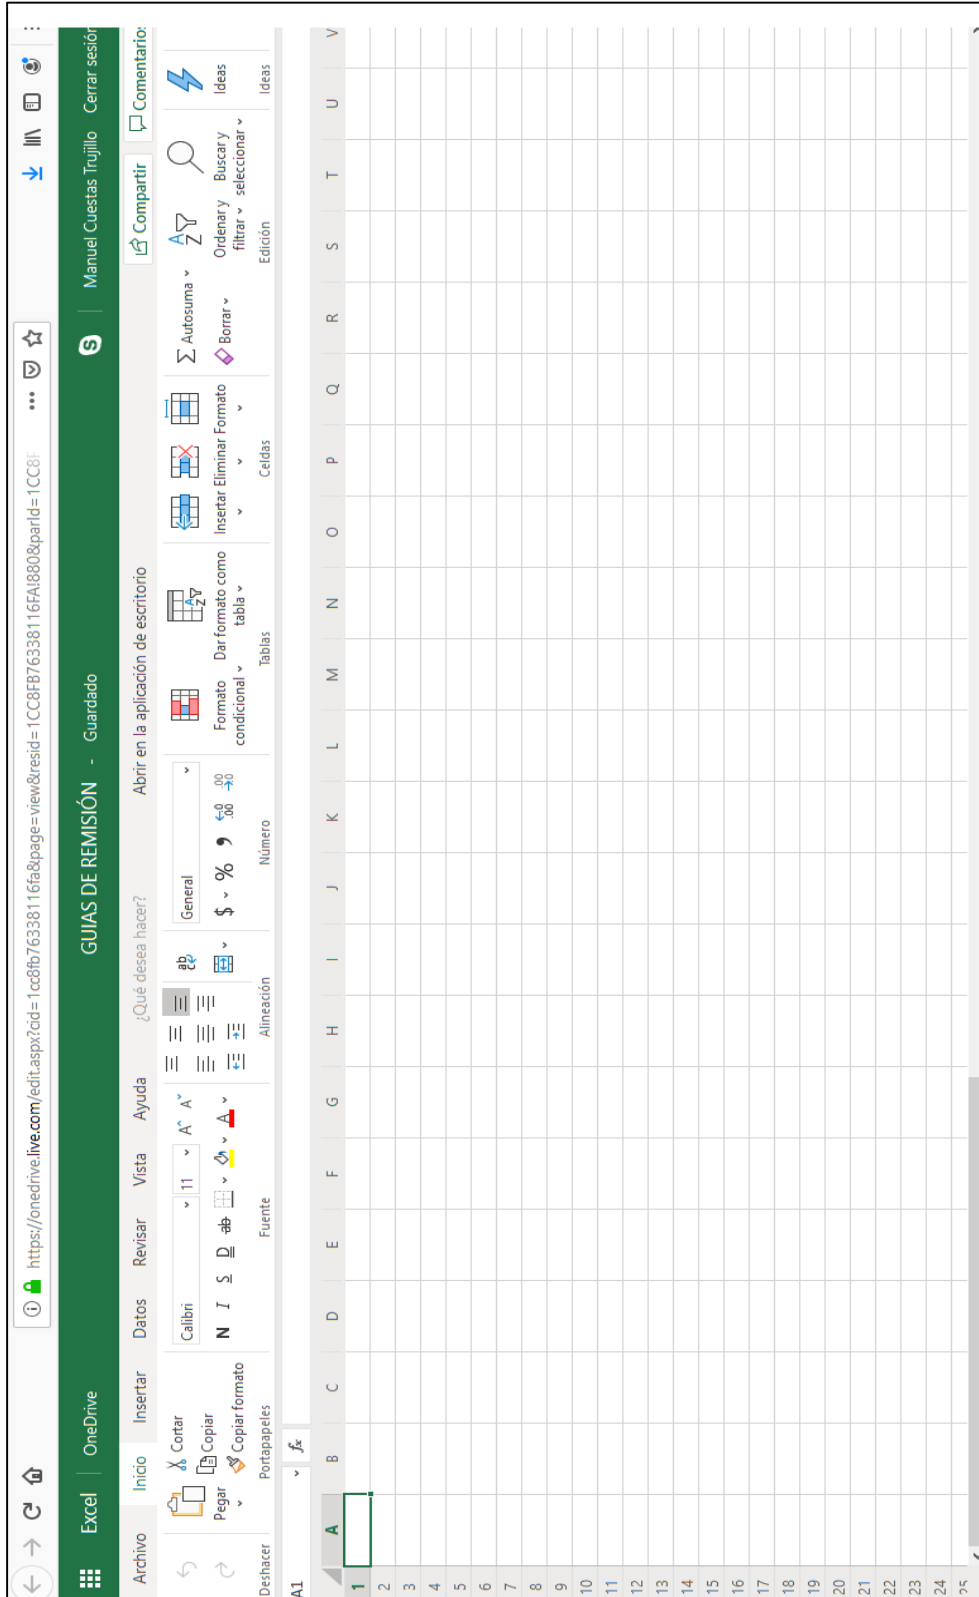 https://onedrive.live.com/edit.aspx?cid=1cc8fb76338116fa&page=view&resid=1CC8FB76338116FA!880&parId=1CC8F
Excel | OneDrive
GUIAS DE REMISIÓN - Guardado
Manuel Cuestas Trujillo
Cerrar sesión
Archivo Inicio Insertar Datos Revisar Vista Ayuda ¿Qué desea hacer? Abrir en la aplicación de escritorio
Compartir
Comentarios
Pegar
Cortar
Copiar
Copiar formato
Calibri 11
N I S D ab A
General
$ % , 
Formato condicional
Dar formato como tabla
Insertar Eliminar Formato
Σ Autosuma
Borrar
Ordenar y filtrar
Buscar y seleccionar
Ideas
Deshacer Portapapeles Fuente Alineación Número Tablas Celdas Edición Ideas
A1 fx
A B C D E F G H I J K L M N O P Q R S T U V
1
2
3
4
5
6
7
8
9
10
11
12
13
14
15
16
17
18
19
20
21
22
23
24
25